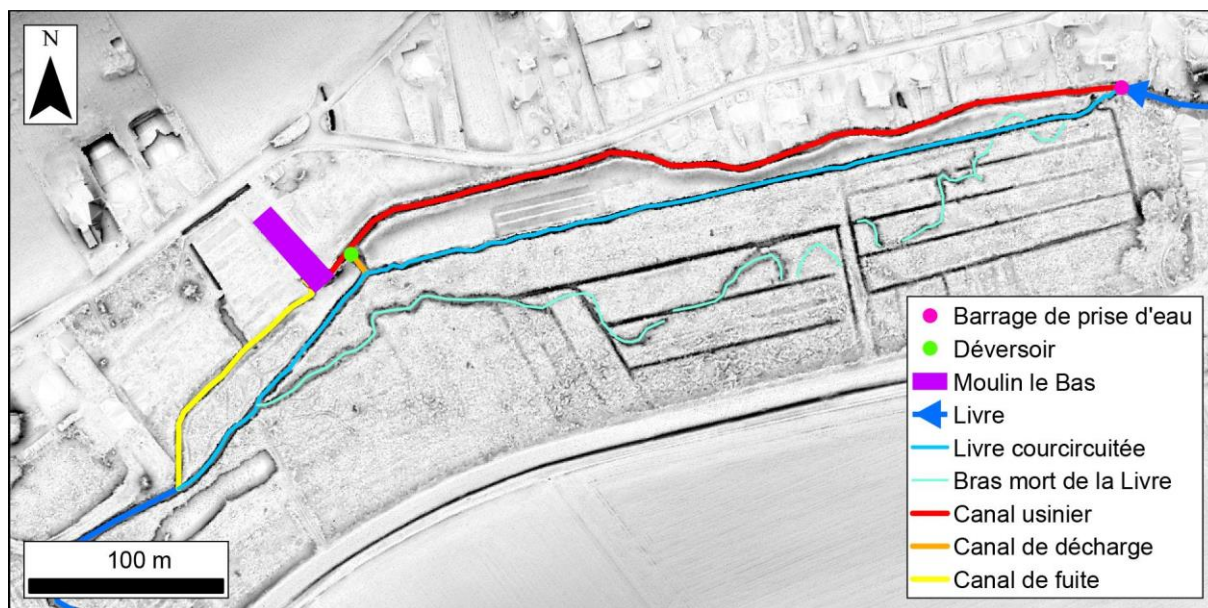 N
Barrage de prise d'eau
Déversoir
Moulin le Bas
Livre
Livre courcircuitée
Bras mort de la Livre
Canal usinier
Canal de décharge
Canal de fuite
100 m